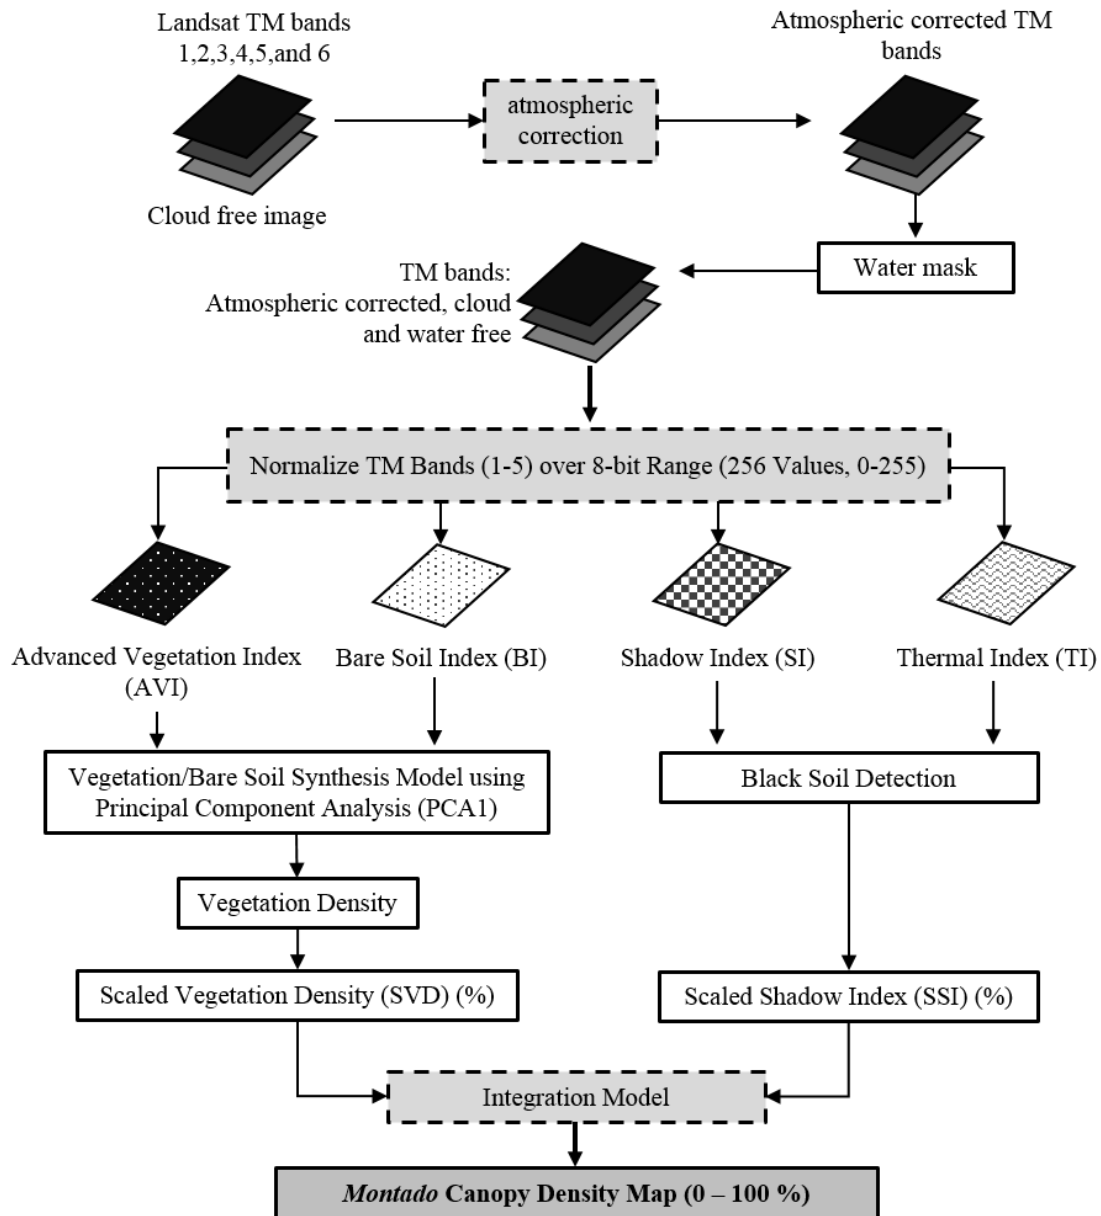 Landsat TM bands
1,2,3,4,5,and 6
Cloud free image
atmospheric
correction
Atmospheric corrected TM
bands
Water mask
TM bands:
Atmospheric corrected, cloud
and water free
Normalize TM Bands (1-5) over 8-bit Range (256 Values, 0-255)
Advanced Vegetation Index
(AVI)
Bare Soil Index (BI)
Shadow Index (SI)
Thermal Index (TI)
Vegetation/Bare Soil Synthesis Model using
Principal Component Analysis (PCA1)
Black Soil Detection
Vegetation Density
Scaled Vegetation Density (SVD) (%)
Scaled Shadow Index (SSI) (%)
Integration Model
Montado Canopy Density Map (0 – 100 %)